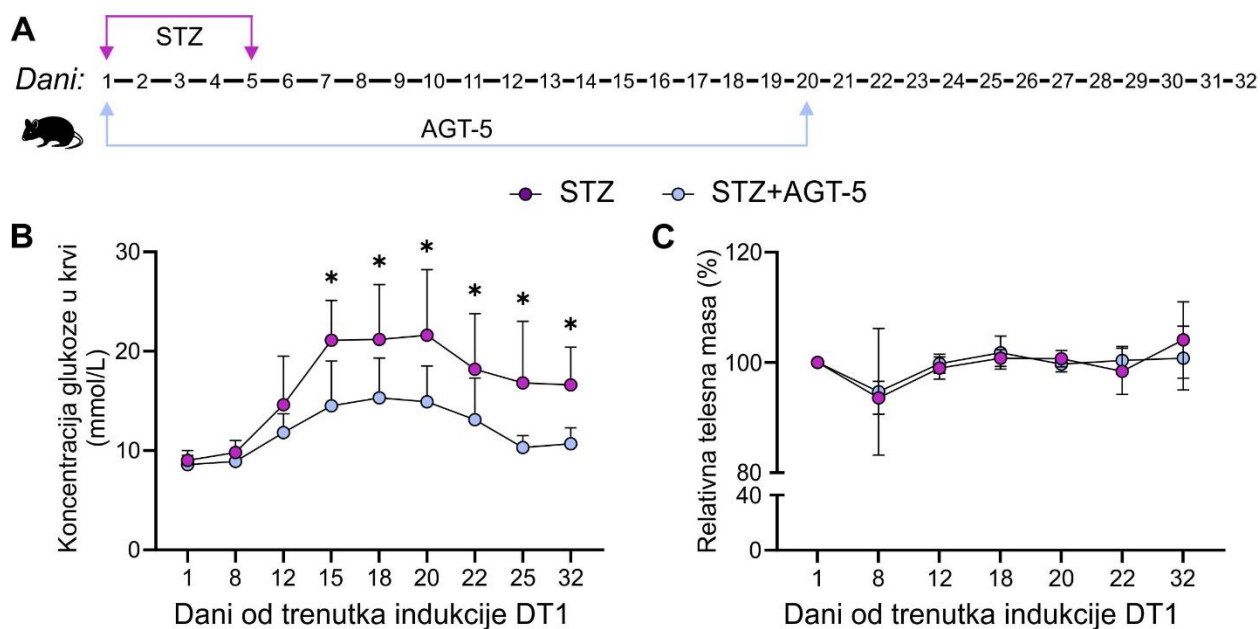 A
STZ
Dani: 1 2 3 4 5 6 7 8 9 10 11 12 13 14 15 16 17 18 19 20 21 22 23 24 25 26 27 28 29 30 31 32
AGT-5
STZ STZ+AGT-5
B
Koncentracija glukoze u krvi
(mmol/L)
30
20
10
0
* * * * * *
1 8 12 15 18 20 22 25 32
Dani od trenutka indukcije DT1
C
Relativna telesna masa (%)
120
100
80
40
0
1 8 12 18 20 22 32
Dani od trenutka indukcije DT1